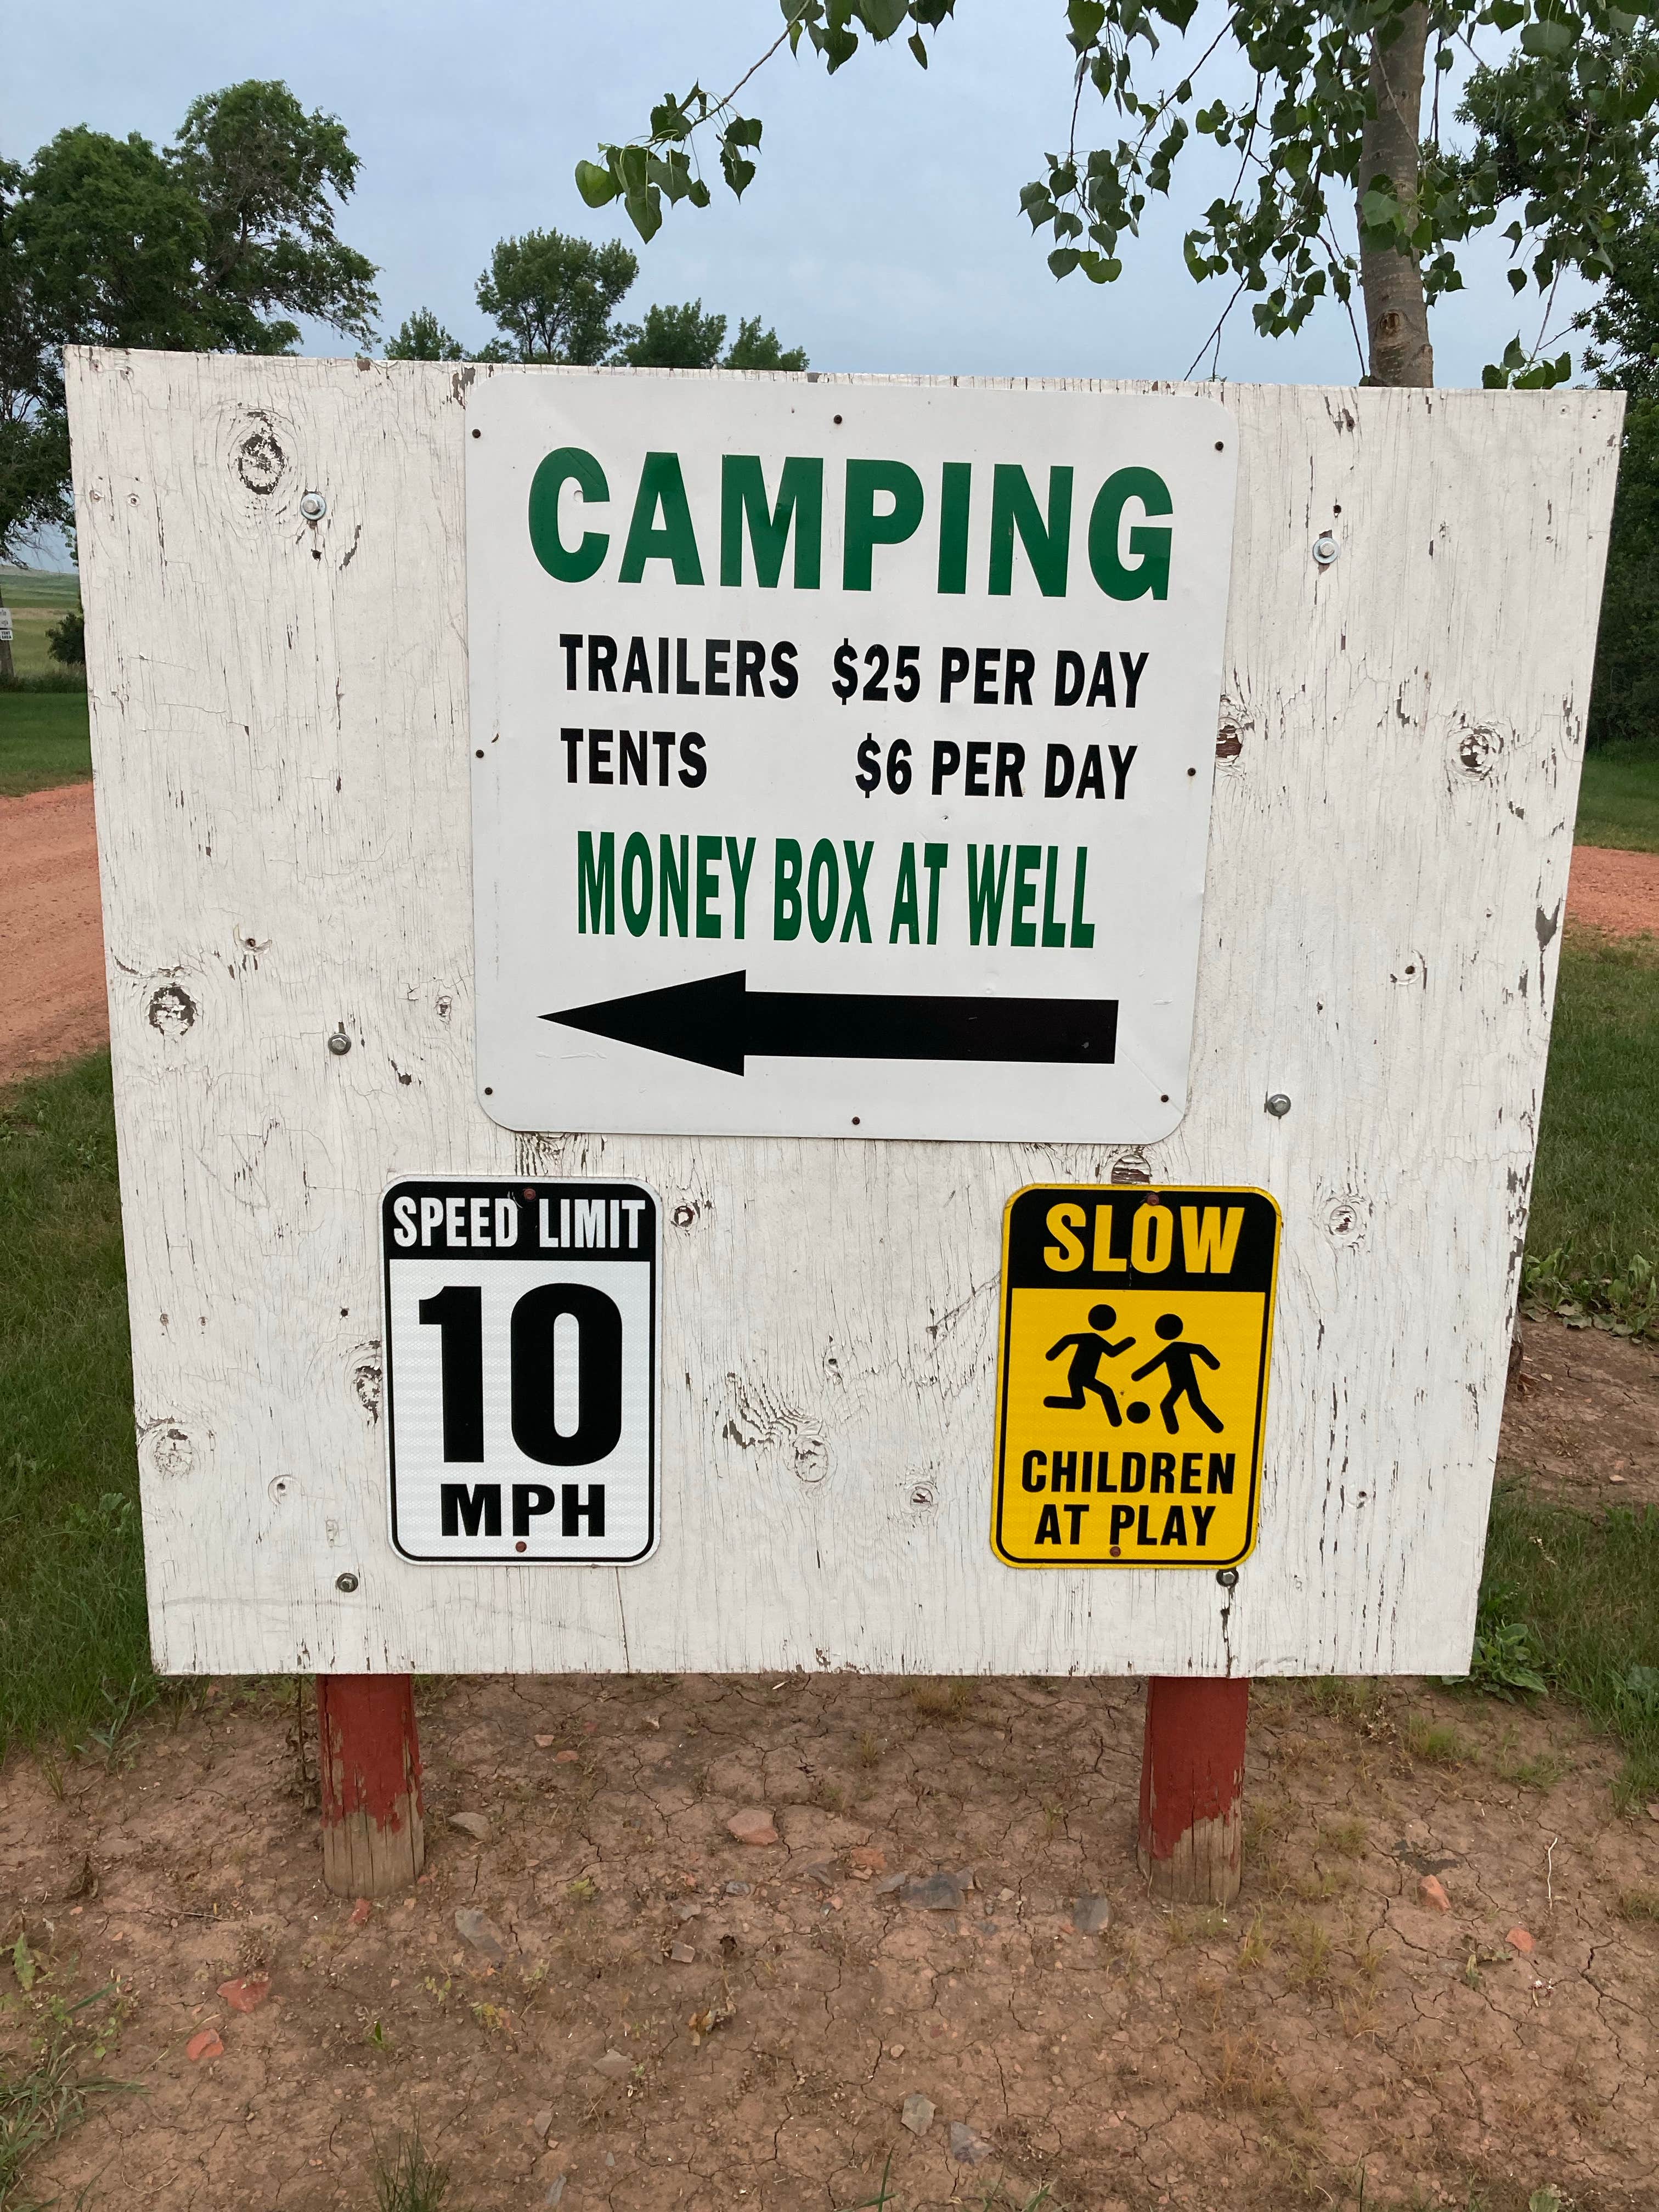 CAMPING
TRAILERS $25 PER DAY
TENTS $6 PER DAY
MONEY BOX AT WELL
SPEED LIMIT
10
MPH
SLOW
CHILDREN
AT PLAY